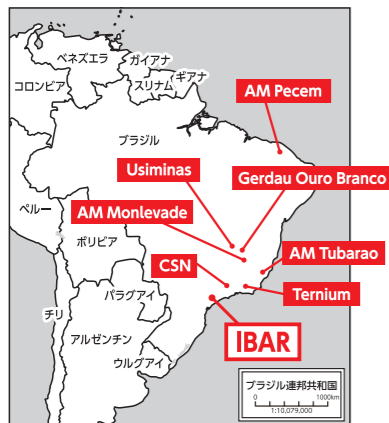 ベネズエラ
ガイアナ
コロンビア
スリナム
ギアナ
AM Pecem
ブラジル
Usiminas
Gerdau Ouro Branco
ペルー
AM Monlevade
ボリビア
AM Tubarao
CSN
パラグアイ
Ternium
チリ
アルゼンチン
IBAR
ウルグアイ
ブラジル連邦共和国
0 1000km
1:10,079,000